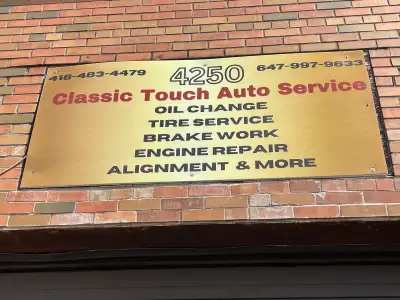 416-483-4479 4250 647-997-9633
Classic Touch Auto Service
OIL CHANGE
TIRE SERVICE
BRAKE WORK
ENGINE REPAIR
ALIGNMENT & MORE